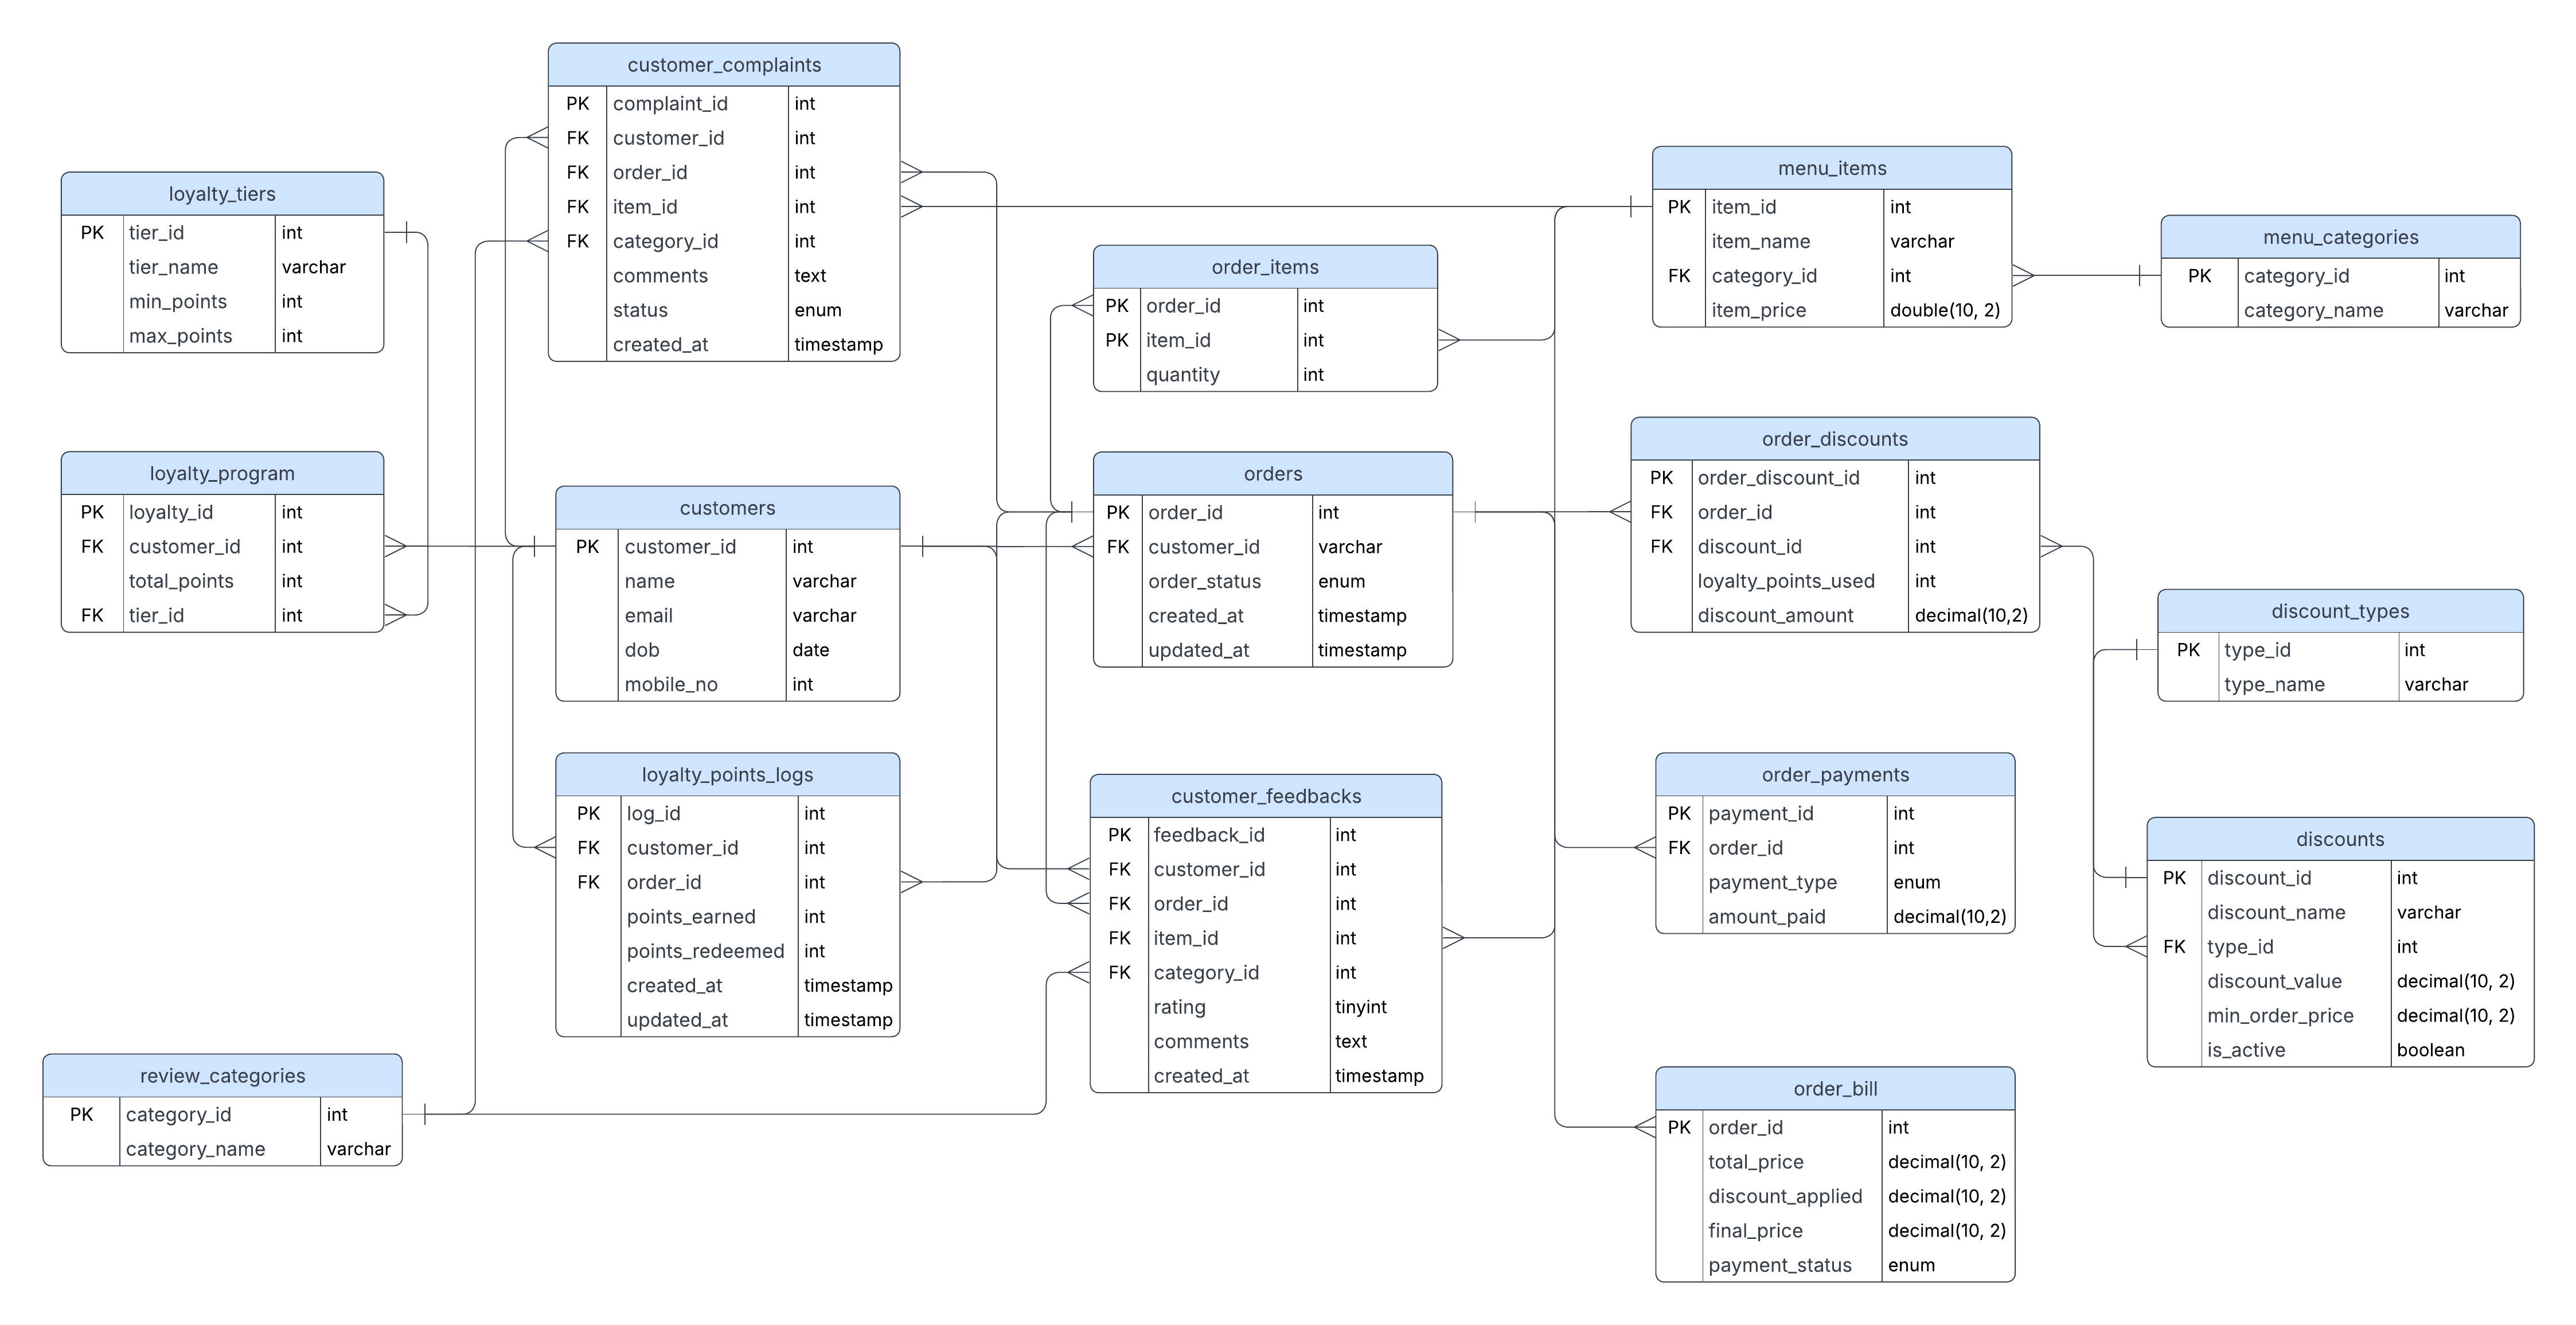 customer_complaints
PK complaint_id int
FK customer_id int
FK order_id int
FK item_id int
FK category_id int
comments text
status enum
created_at timestamp
loyalty_tiers
PK tier_id int
tier_name varchar
min_points int
max_points int
loyalty_program
PK loyalty_id int
FK customer_id int
total_points int
FK tier_id int
customers
PK customer_id int
name varchar
email varchar
dob date
mobile_no int
loyalty_points_logs
PK log_id int
FK customer_id int
FK order_id int
points_earned int
points_redeemed int
created_at timestamp
updated_at timestamp
review_categories
PK category_id int
category_name varchar
order_items
PK order_id int
PK item_id int
quantity int
orders
PK order_id int
FK customer_id varchar
order_status enum
created_at timestamp
updated_at timestamp
customer_feedbacks
PK feedback_id int
FK customer_id int
FK order_id int
FK item_id int
FK category_id int
rating tinyint
comments text
created_at timestamp
menu_items
PK item_id int
item_name varchar
FK category_id int
item_price double(10, 2)
menu_categories
PK category_id int
category_name varchar
order_discounts
PK order_discount_id int
FK order_id int
FK discount_id int
loyalty_points_used int
discount_amount decimal(10,2)
discount_types
PK type_id int
type_name varchar
order_payments
PK payment_id int
FK order_id int
payment_type enum
amount_paid decimal(10,2)
discounts
PK discount_id int
discount_name varchar
FK type_id int
discount_value decimal(10, 2)
min_order_price decimal(10, 2)
is_active boolean
order_bill
PK order_id int
total_price decimal(10, 2)
discount_applied decimal(10, 2)
final_price decimal(10, 2)
payment_status enum